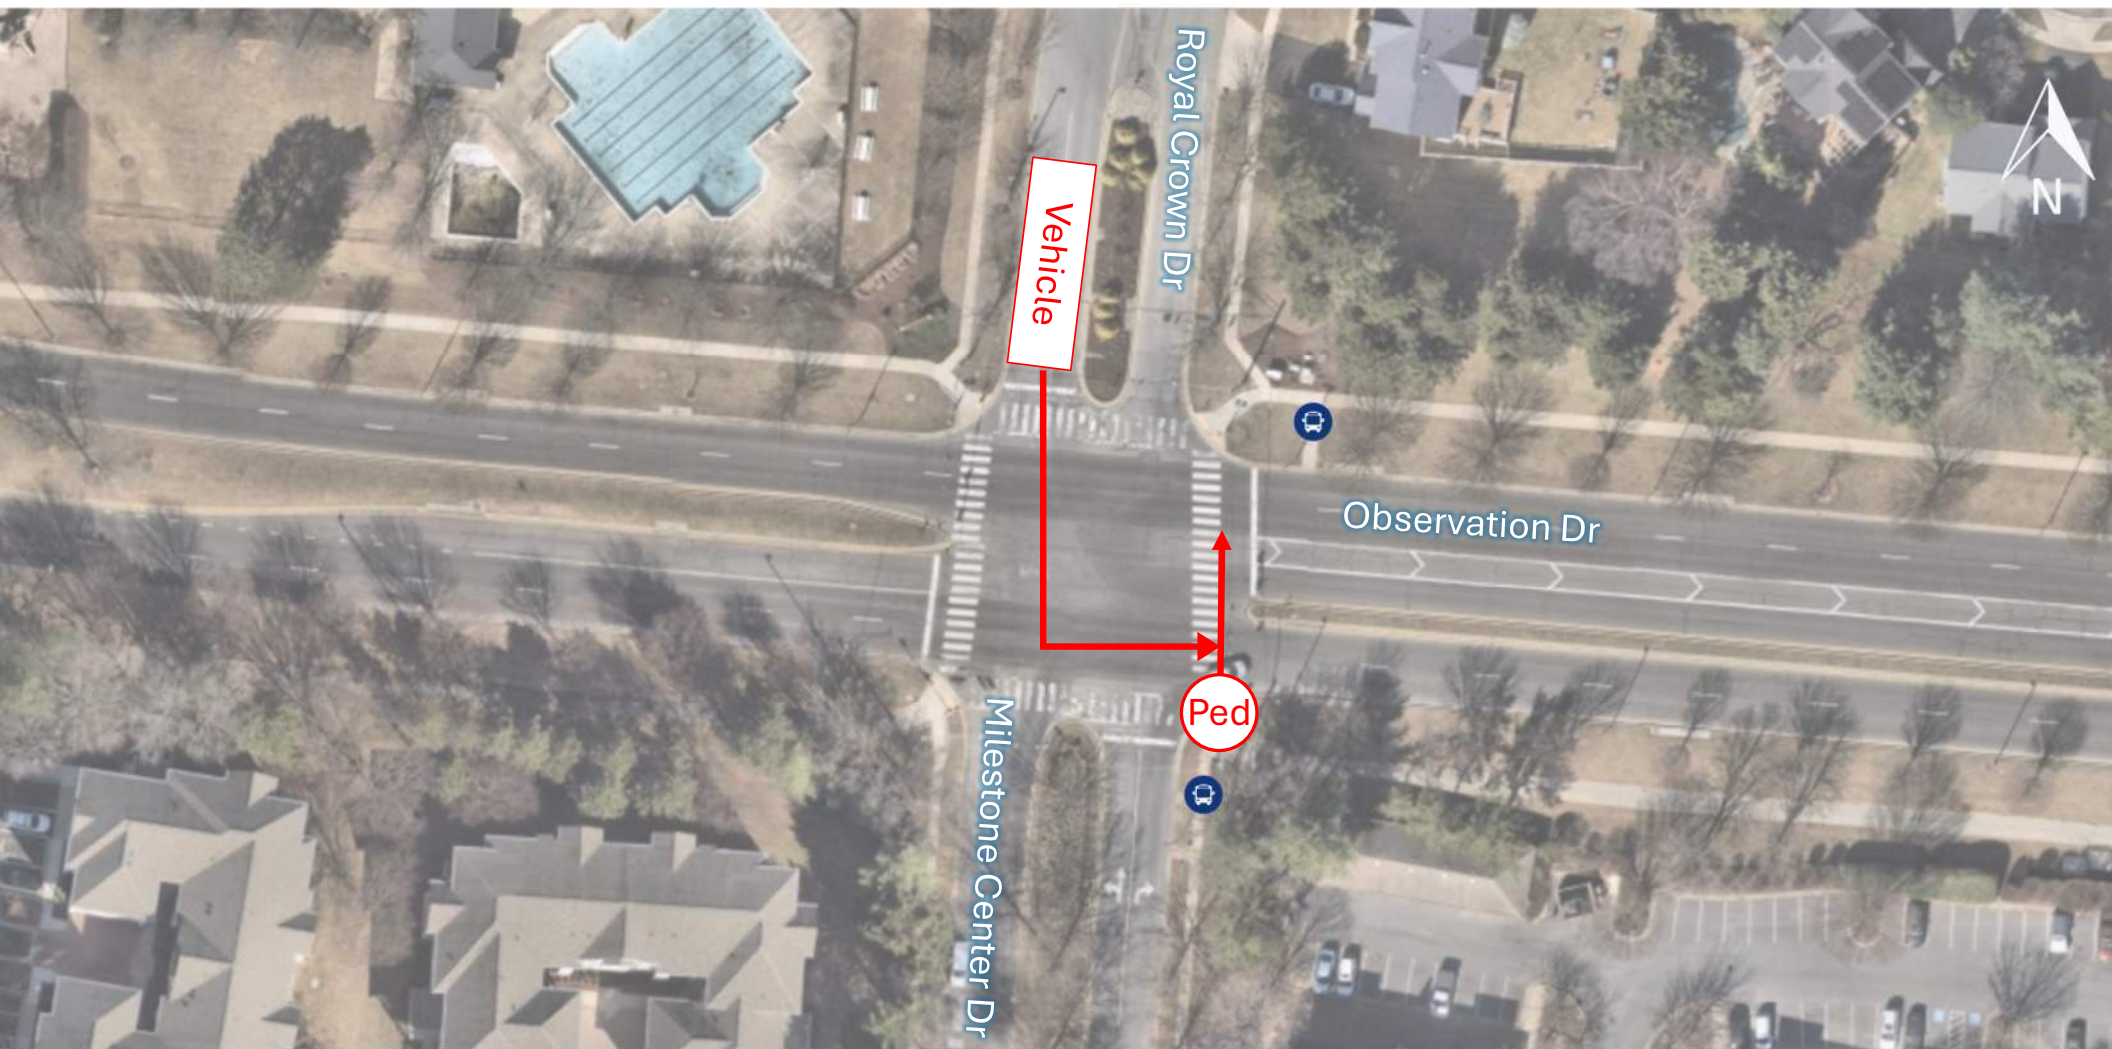 Royal Crown Dr
Vehicle
N
Observation Dr
Ped
Milestone Center Dr